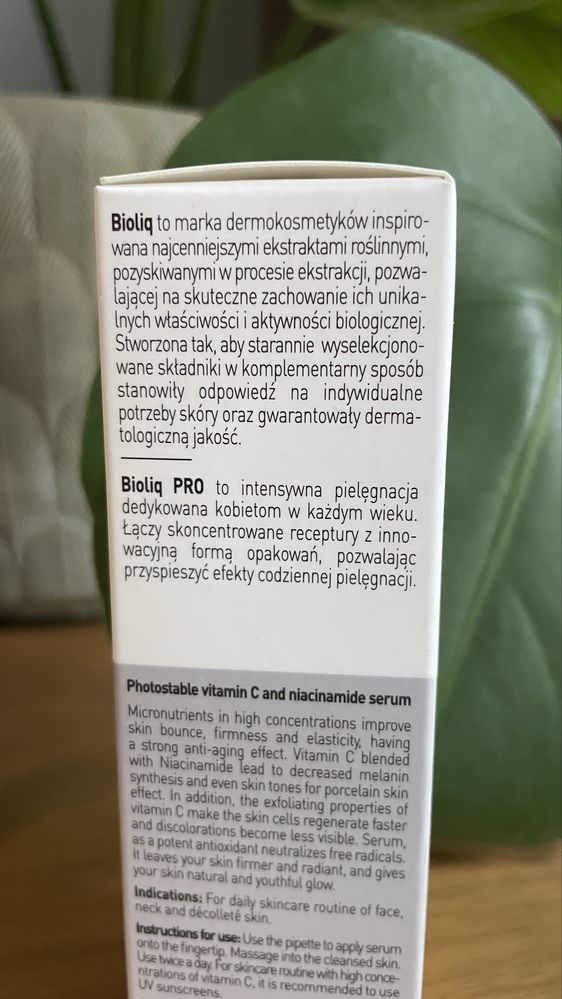 Bioliq to marka dermokosmetyków inspiro-
wana najcenniejszymi ekstraktami roślinnymi,
pozyskiwanymi w procesie ekstrakcji, pozwa-
lającej na skuteczne zachowanie ich unika-
lnych właściwości i aktywności biologicznej.
Stworzona tak, aby starannie wyselekcjono-
wane składniki w komplementarny sposób
stanowiły odpowiedź na indywidualne
potrzeby skóry oraz gwarantowały derma-
tologiczną jakość.
Bioliq PRO to intensywna pielęgnacja
dedykowana kobietom w każdym wieku.
Łączy skoncentrowane receptury z inno-
wacyjną formą opakowań, pozwalając
przyspieszyć efekty codziennej pielęgnacji.
Photostable vitamin C and niacinamide serum
Micronutrients in high concentrations improve
skin bounce, firmness and elasticity, having
a strong anti-aging effect. Vitamin C blended
with Niacinamide lead to decreased melanin
synthesis and even skin tones for porcelain skin
effect. In addition, the exfoliating properties of
vitamin C make the skin cells regenerate faster
and discolorations become less visible. Serum,
as a potent antioxidant neutralizes free radicals.
It leaves your skin firmer and radiant, and gives
your skin natural and youthful glow.
Indications: For daily skincare routine of face,
neck and décolleté skin.
Instructions for use: Use the pipette to apply serum
onto the fingertip. Massage into the cleansed skin.
Use twice a day. For skincare routine with high conce-
ntrations of vitamin C, it is recommended to use
UV sunscreens.